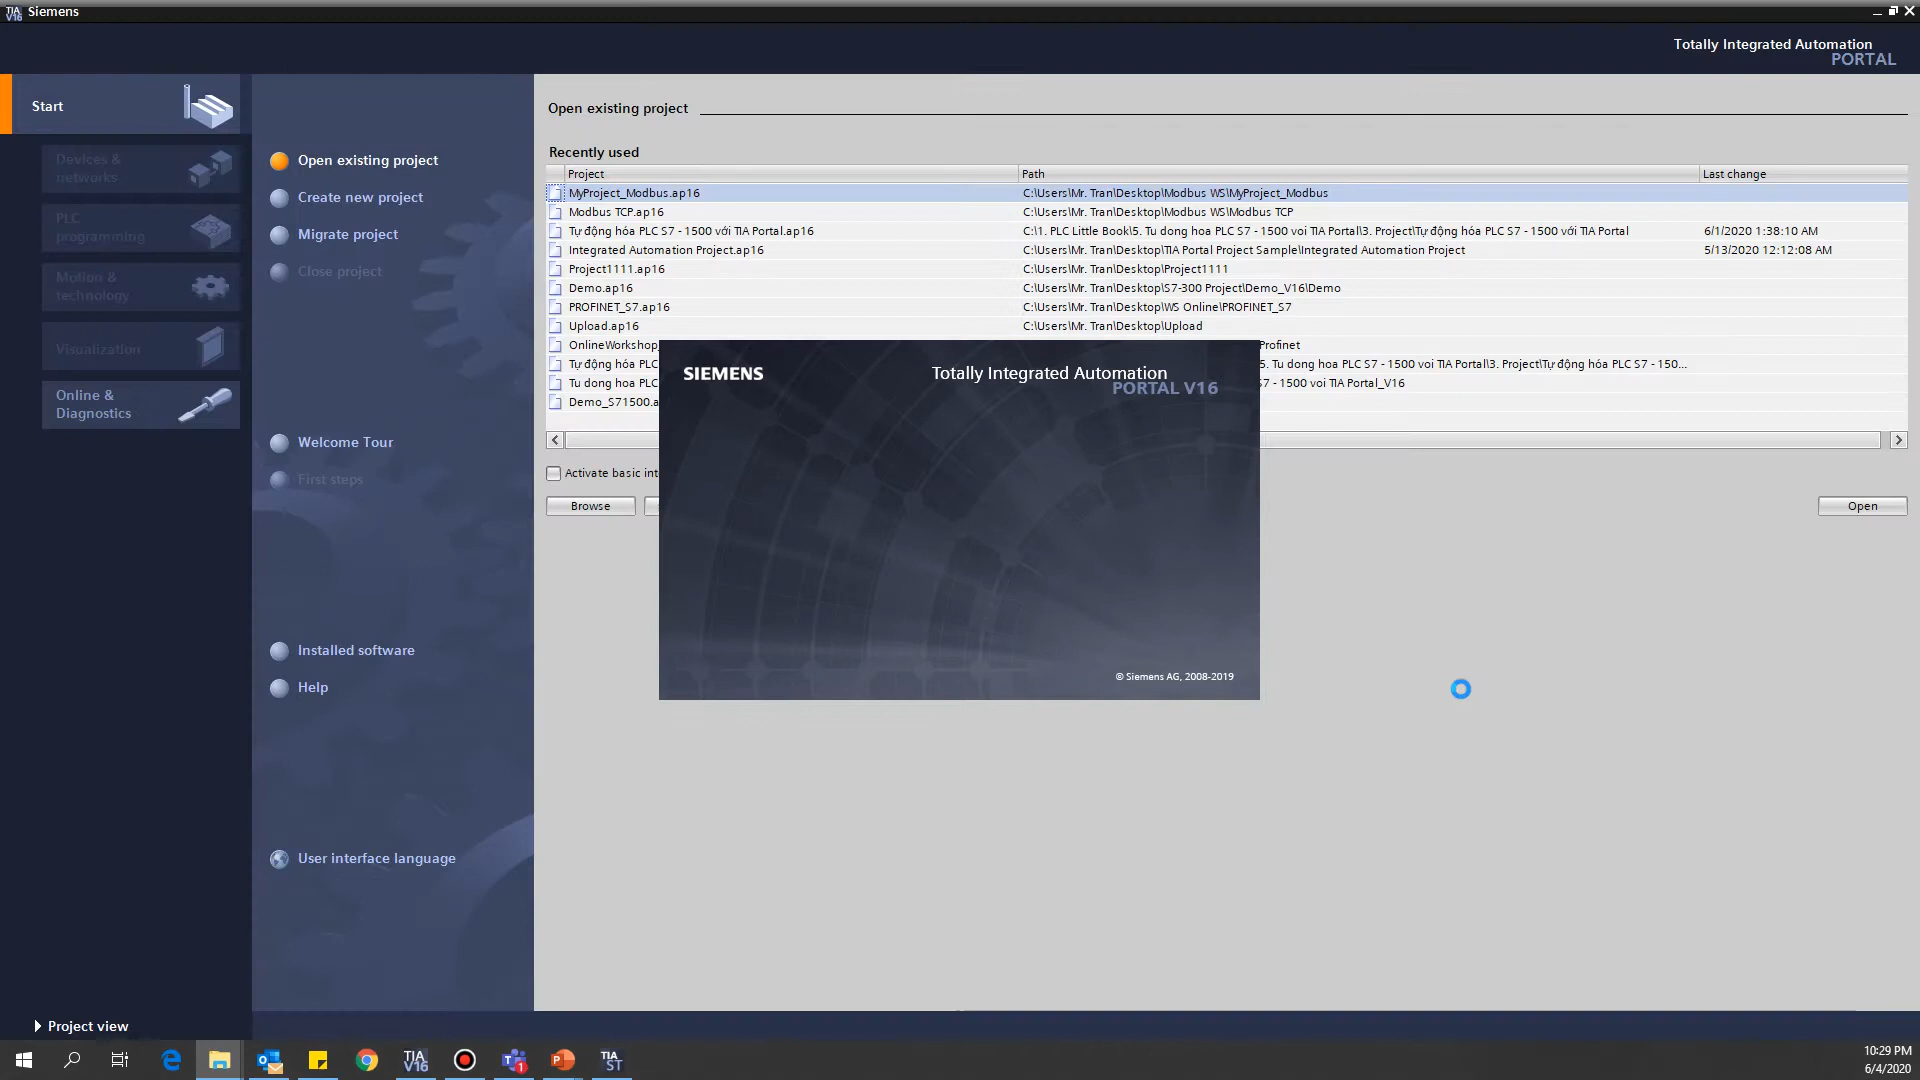 TIA V16 Siemens
Totally Integrated Automation
PORTAL
Start
Devices &
networks
PLC
programming
Motion &
technology
Visualization
Online &
Diagnostics
Open existing project
Create new project
Migrate project
Close project
Welcome Tour
First steps
Installed software
Help
User interface language
Open existing project
Recently used
Project Path Last change
MyProject_Modbus.ap16 C:\Users\Mr. Tran\Desktop\Modbus WS\MyProject_Modbus
Modbus TCP.ap16 C:\Users\Mr. Tran\Desktop\Modbus WS\Modbus TCP
Tự động hóa PLC S7 - 1500 với TIA Portal.ap16 C:\1. PLC Little Book\5. Tu dong hoa PLC S7 - 1500 voi TIA Portal\3. Project\Tự động hóa PLC S7 - 1500 với TIA Portal 6/1/2020 1:38:10 AM
Integrated Automation Project.ap16 C:\Users\Mr. Tran\Desktop\TIA Portal Project Sample\Integrated Automation Project 5/13/2020 12:12:08 AM
Project1111.ap16 C:\Users\Mr. Tran\Desktop\Project1111
Demo.ap16 C:\Users\Mr. Tran\Desktop\S7-300 Project\Demo_V16\Demo
PROFINET_S7.ap16 C:\Users\Mr. Tran\Desktop\WS Online\PROFINET_S7
Upload.ap16 C:\Users\Mr. Tran\Desktop\Upload
OnlineWorkshop_ Profinet
Tự động hóa PLC 5. Tu dong hoa PLC S7 - 1500 voi TIA Portal\3. Project\Tự động hóa PLC S7 - 150...
Tu dong hoa PLC S7 - 1500 voi TIA Portal_V16
Demo_S71500.a
Activate basic int
Browse
Open
SIEMENS
Totally Integrated Automation
PORTAL V16
© Siemens AG, 2008-2019
Project view
TIA
V16
1
TIA
ST
10:29 PM
6/4/2020